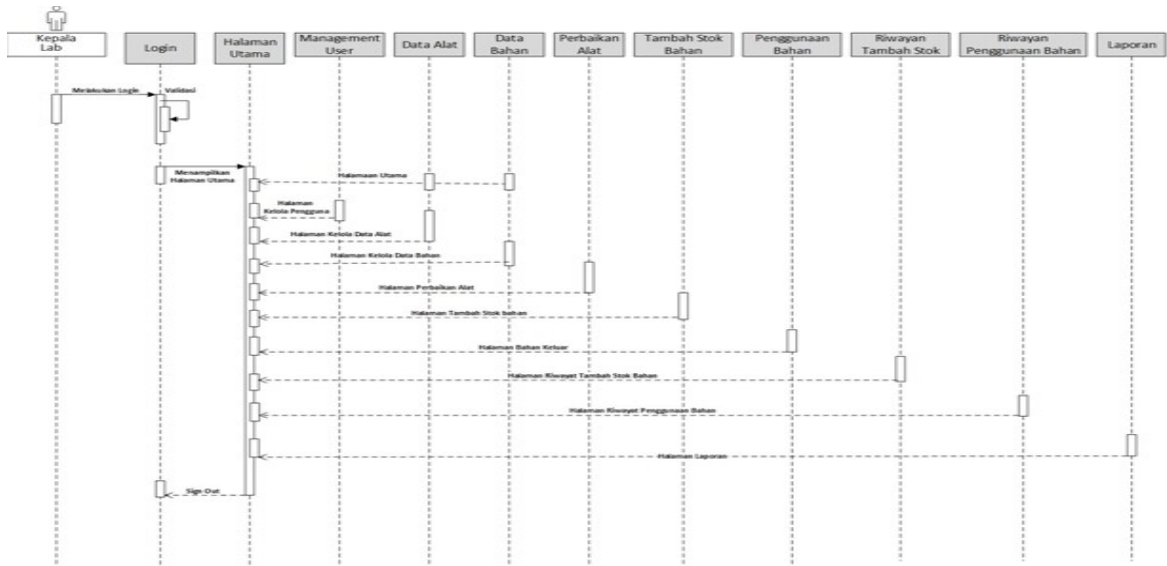 Kepala
Lab
Login
Halaman
Utama
Management
User
Data Alat
Data
Bahan
Perbaikan
Alat
Tambah Stok
Bahan
Penggunaan
Bahan
Riwayan
Tambah Stok
Riwayan
Penggunaan Bahan
Laporan
Melakukan Login
Validasi
Menampilkan
Halaman Utama
Halamaan Utama
Halaman
Kelola Pengguna
Halaman Kelola Data Alat
Halaman Kelola Data Bahan
Halaman Perbaikan Alat
Halaman Tambah Stok bahan
Halaman Bahan Keluar
Halaman Riwayat Tambah Stok Bahan
Halaman Riwayat Penggunaan Bahan
Halaman Laporan
Sign Out